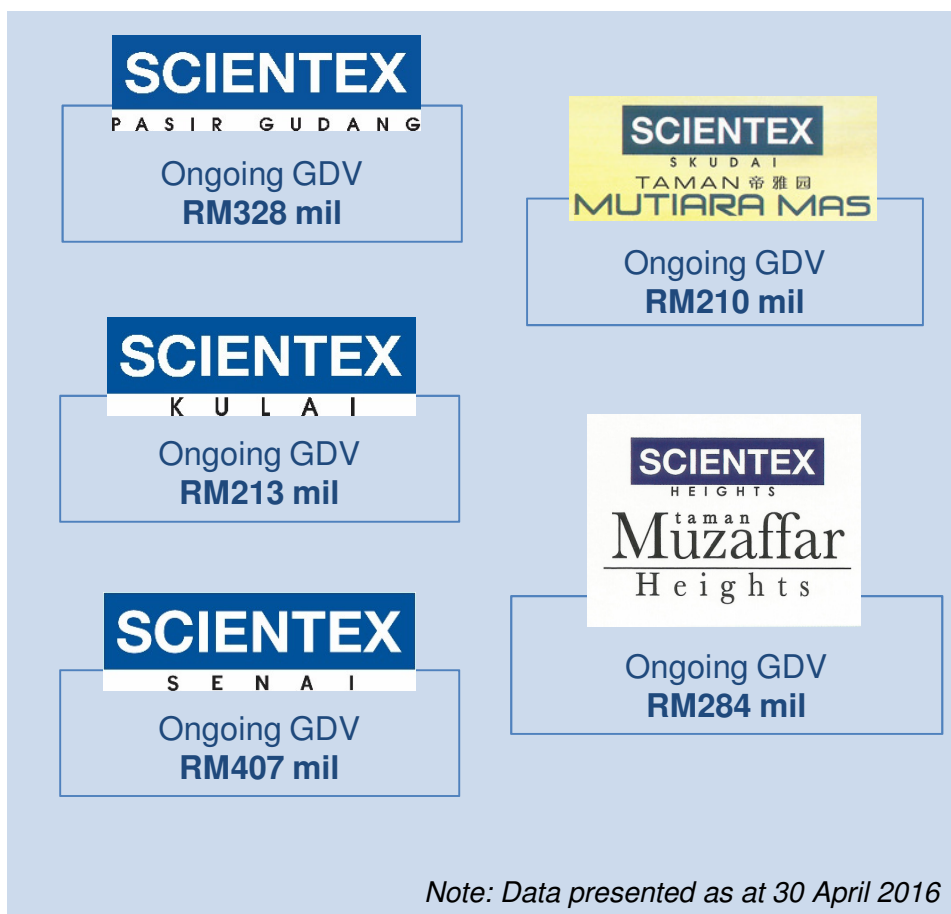 SCIENTEX
PASIR GUDANG
Ongoing GDV
RM328 mil
SCIENTEX
KULAI
Ongoing GDV
RM213 mil
SCIENTEX
SENAI
Ongoing GDV
RM407 mil
SCIENTEX
SKUDAI
TAMAN 帝雅园
MUTIARA MAS
Ongoing GDV
RM210 mil
SCIENTEX
HEIGHTS
taman
Muzaffar
Heights
Ongoing GDV
RM284 mil
Note: Data presented as at 30 April 2016